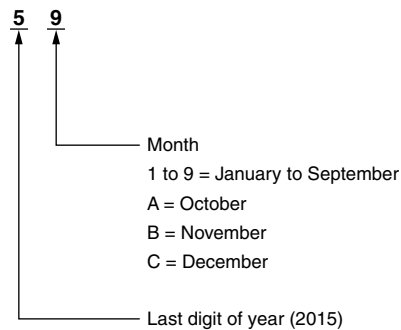 5 9
Month
1 to 9 = January to September
A = October
B = November
C = December
Last digit of year (2015)